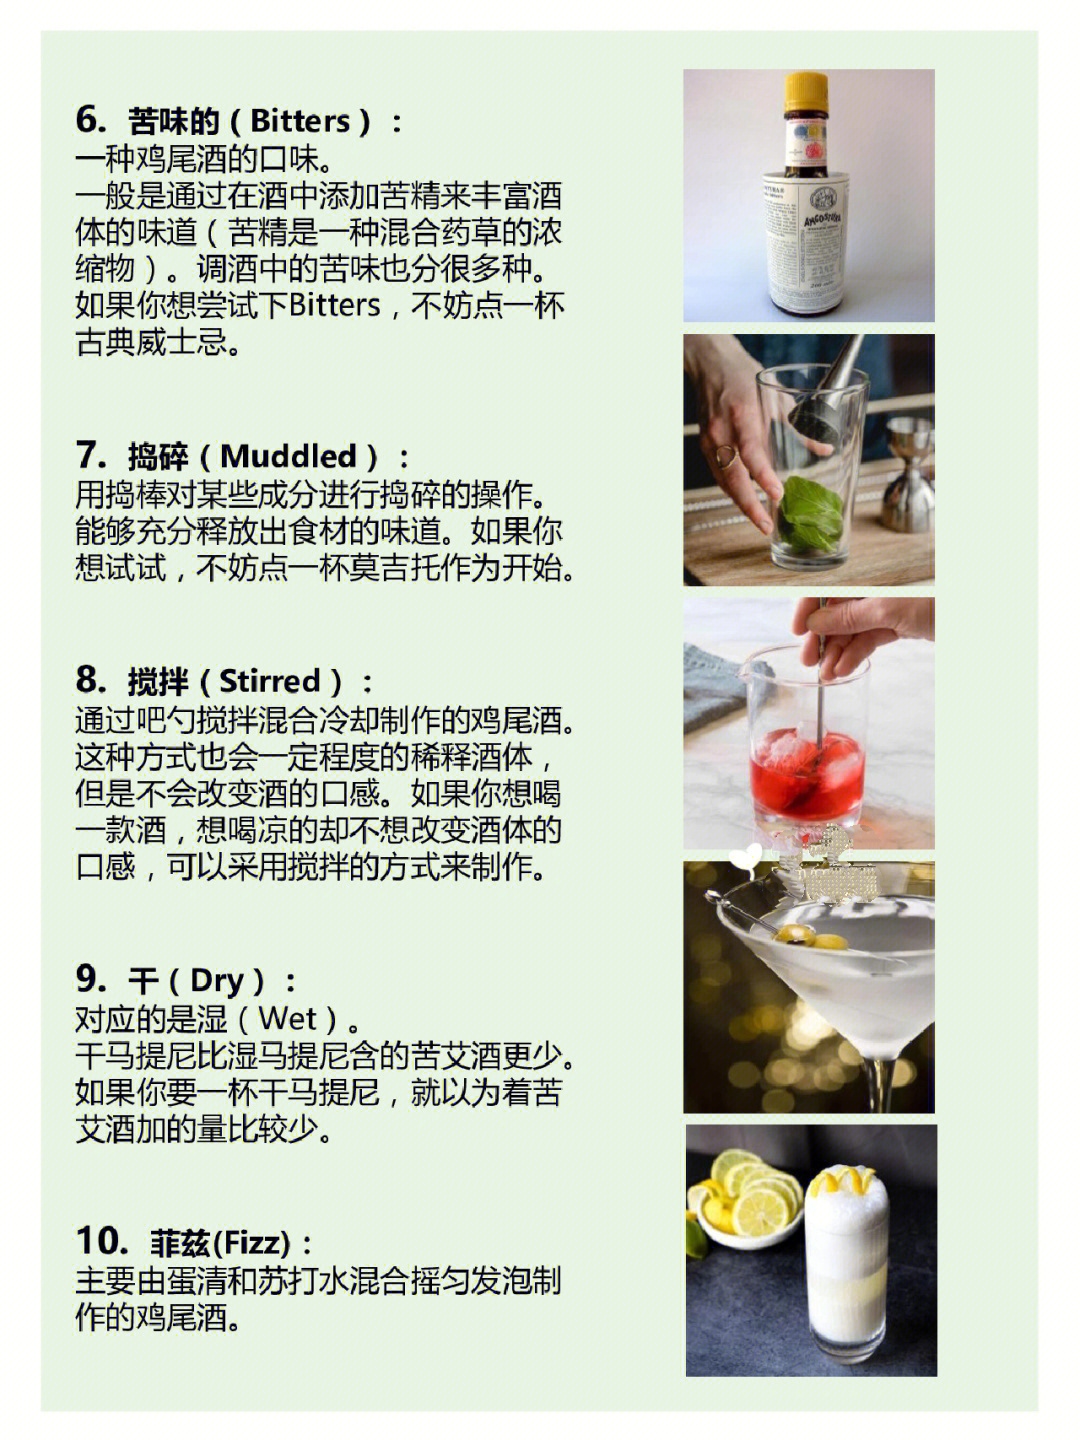 6. 苦味的（Bitters）：
一种鸡尾酒的口味。
一般是通过在酒中添加苦精来丰富酒
体的味道（苦精是一种混合药草的浓
缩物）。调酒中的苦味也分很多种。
如果你想尝试下Bitters，不妨点一杯
古典威士忌。
ANGOSTURA
7. 捣碎（Muddled）：
用捣棒对某些成分进行捣碎的操作。
能够充分释放出食材的味道。如果你
想试试，不妨点一杯莫吉托作为开始。
8. 搅拌（Stirred）：
通过吧勺搅拌混合冷却制作的鸡尾酒。
这种方式也会一定程度的稀释酒体，
但是不会改变酒的口感。如果你想喝
一款酒，想喝凉的却不想改变酒体的
口感，可以采用搅拌的方式来制作。
9. 干（Dry）：
对应的是湿（Wet）。
干马提尼比湿马提尼含的苦艾酒更少。
如果你要一杯干马提尼，就以为着苦
艾酒加的量比较少。
10. 菲兹(Fizz)：
主要由蛋清和苏打水混合摇匀发泡制
作的鸡尾酒。